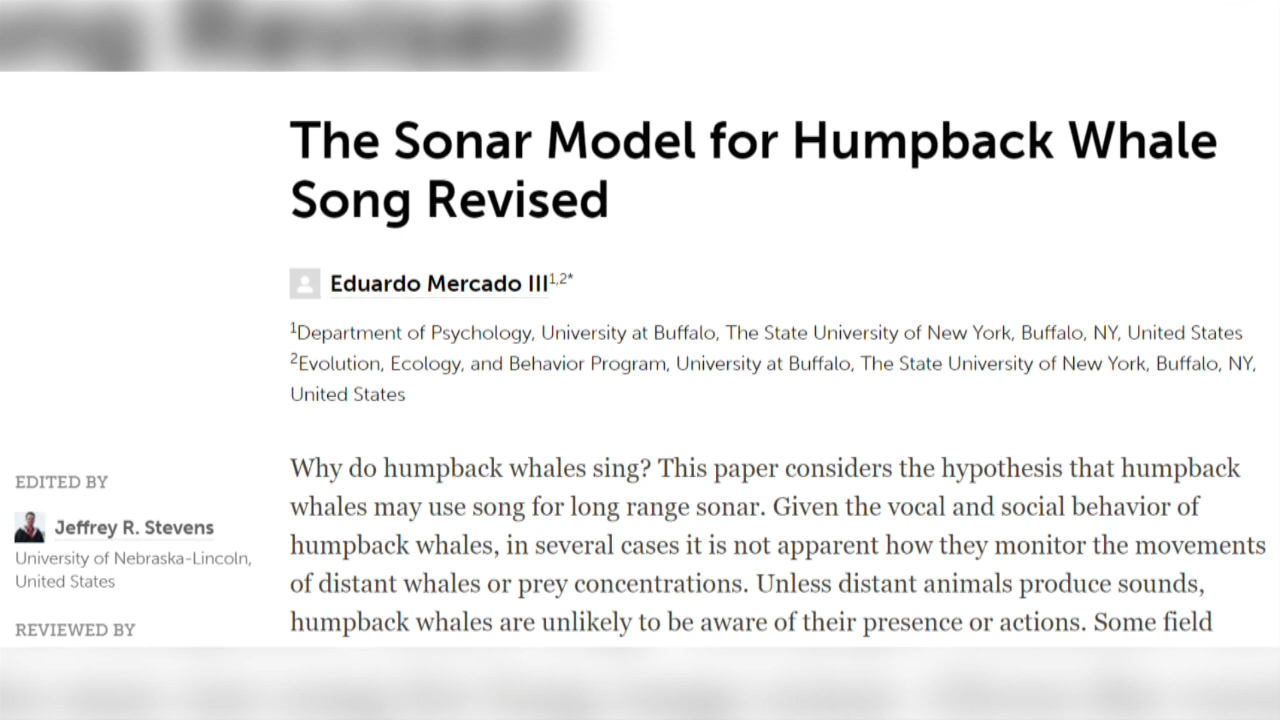 The Sonar Model for Humpback Whale
Song Revised
Eduardo Mercado III1,2*
1Department of Psychology, University at Buffalo, The State University of New York, Buffalo, NY, United States
2Evolution, Ecology, and Behavior Program, University at Buffalo, The State University of New York, Buffalo, NY,
United States
EDITED BY
Jeffrey R. Stevens
University of Nebraska-Lincoln,
United States
REVIEWED BY
Why do humpback whales sing? This paper considers the hypothesis that humpback
whales may use song for long range sonar. Given the vocal and social behavior of
humpback whales, in several cases it is not apparent how they monitor the movements
of distant whales or prey concentrations. Unless distant animals produce sounds,
humpback whales are unlikely to be aware of their presence or actions. Some field